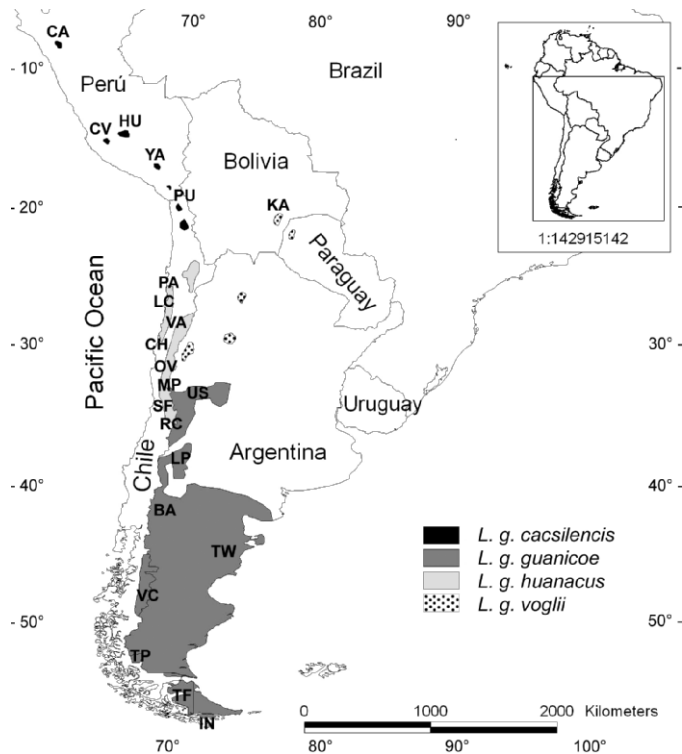 70° 80° 90°
CA
- 10° Perú Brazil 10° -
CV HU
YA Bolivia
PU
KA
- 20° 20° -
Paraguay
1:142915142
Pacific Ocean
PA
LC
VA
- 30° CH 30° -
OV
MP US
SF Uruguay
RC
Chile
LP Argentina
- 40° 40° -
BA
TW
L. g. cacsilencis
L. g. guanicoe
L. g. huanacus
L. g. voglii
VC
- 50° 50° -
TP
TF
IN
0 1000 2000 Kilometers
70° 80° 90° 100°